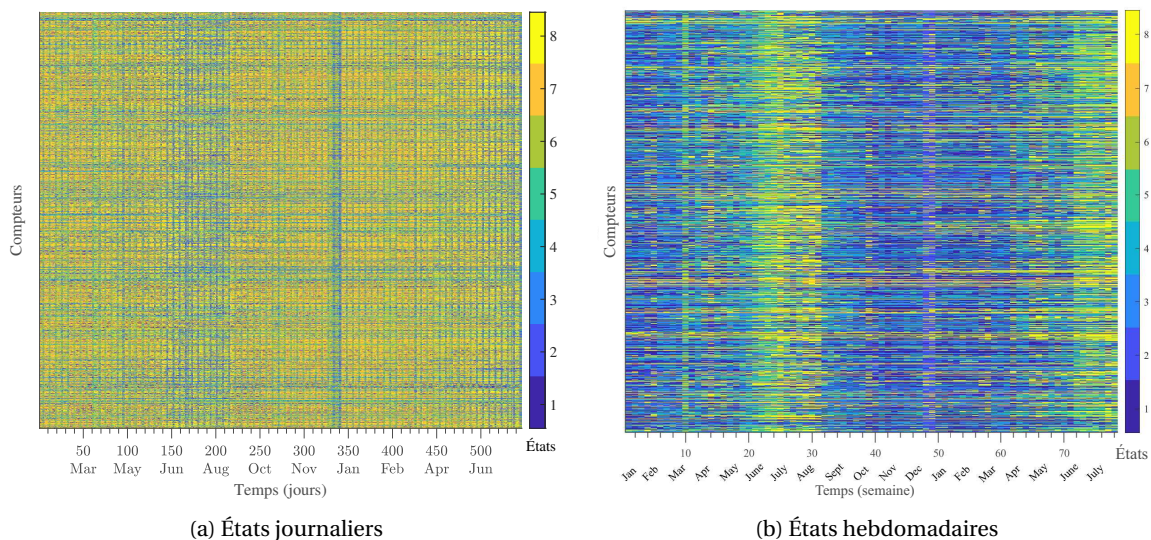 8
7
6
5
4
3
2
1
États
Compteurs
50 100 150 200 250 300 350 400 450 500
Mar May Jun Aug Oct Nov Jan Feb Apr Jun
Temps (jours)
(a) États journaliers
8
7
6
5
4
3
2
1
États
Compteurs
10 20 30 40 50 60 70
Jan Feb Mar Apr May June July Aug Sept Oct Nov Dec Jan Feb Mar Apr May June July
Temps (semaine)
(b) États hebdomadaires